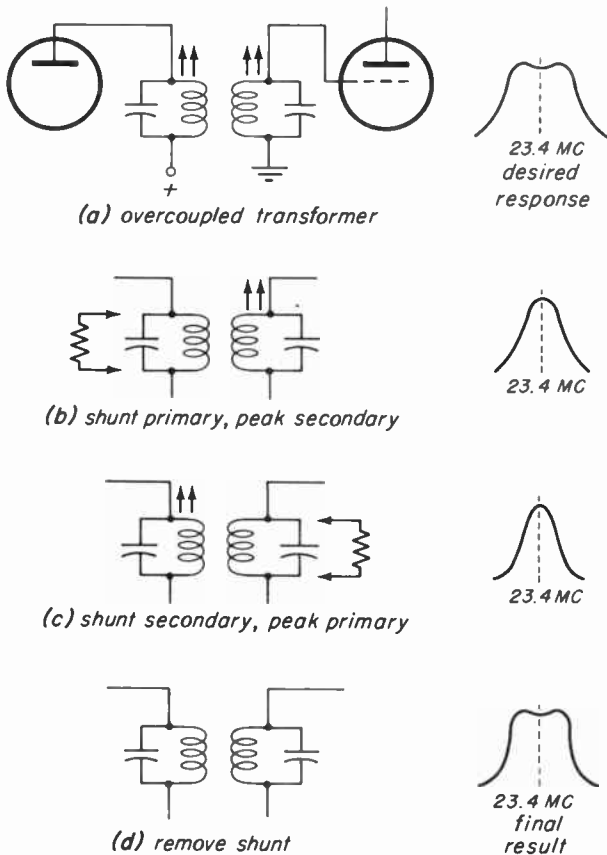 +
23.4 MC
desired
response
(a) overcoupled transformer
23.4 MC
(b) shunt primary, peak secondary
23.4 MC
(c) shunt secondary, peak primary
23.4 MC
final
result
(d) remove shunt